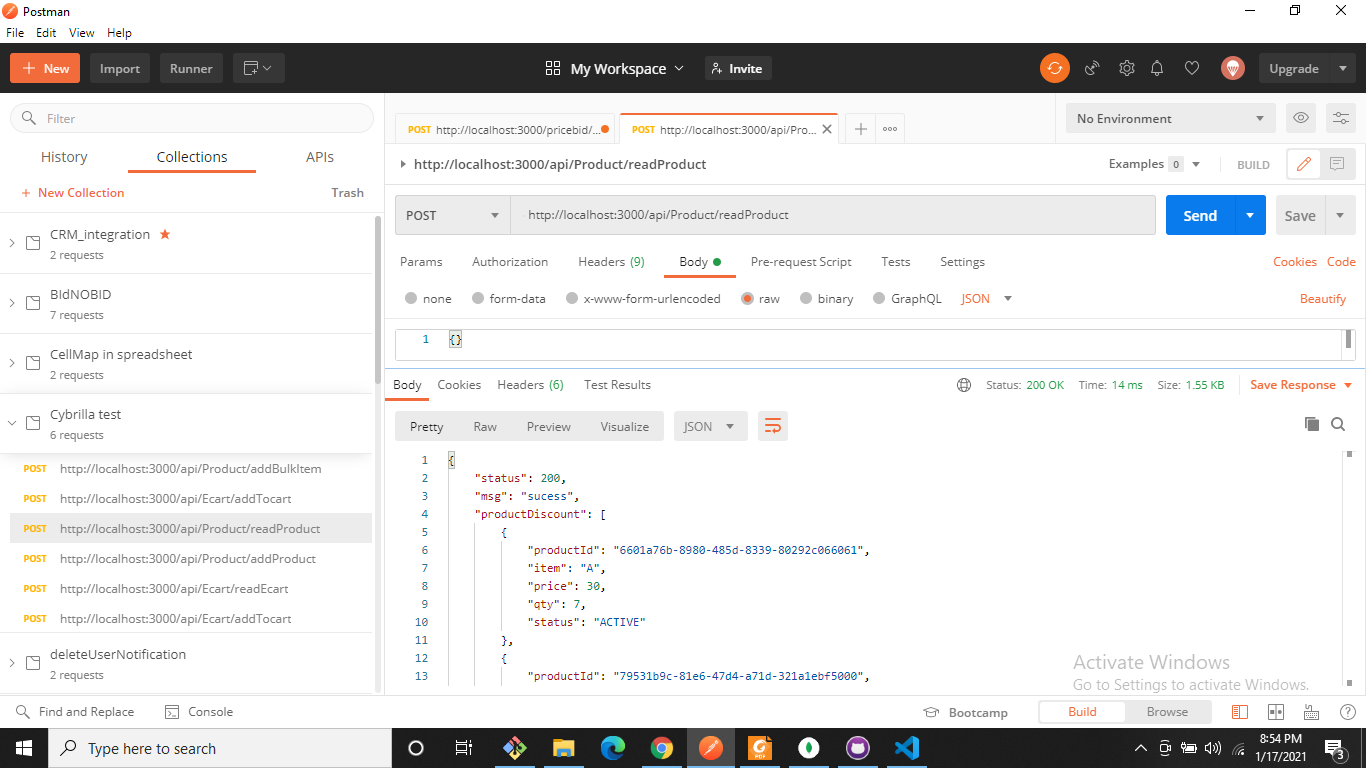 Postman
File Edit View Help
+ New Import Runner My Workspace Invite Upgrade
Filter
History Collections APIs
+ New Collection Trash
CRM_integration ★
2 requests
BIdNOBID
7 requests
CellMap in spreadsheet
2 requests
Cybrilla test
6 requests
POST http://localhost:3000/api/Product/addBulkItem
POST http://localhost:3000/api/Ecart/addTocart
POST http://localhost:3000/api/Product/readProduct
POST http://localhost:3000/api/Product/addProduct
POST http://localhost:3000/api/Ecart/readEcart
POST http://localhost:3000/api/Ecart/addTocart
deleteUserNotification
2 requests
POST http://localhost:3000/pricebid/... POST http://localhost:3000/api/Pro... No Environment
http://localhost:3000/api/Product/readProduct Examples 0 BUILD
POST http://localhost:3000/api/Product/readProduct Send Save
Params Authorization Headers (9) Body Pre-request Script Tests Settings Cookies Code
none form-data x-www-form-urlencoded raw binary GraphQL JSON Beautify
1 {}
Body Cookies Headers (6) Test Results Status: 200 OK Time: 14 ms Size: 1.55 KB Save Response
Pretty Raw Preview Visualize JSON
1 {
2 "status": 200,
3 "msg": "sucess",
4 "productDiscount": [
5 {
6 "productId": "6601a76b-8980-485d-8339-80292c066061",
7 "item": "A",
8 "price": 30,
9 "qty": 7,
10 "status": "ACTIVE"
11 },
12 {
13 "productId": "79531b9c-81e6-47d4-a71d-321a1ebf5000",
Activate Windows
Go to Settings to activate Windows.
Find and Replace Console Bootcamp Build Browse
Type here to search
PDF
8:54 PM
1/17/2021
3